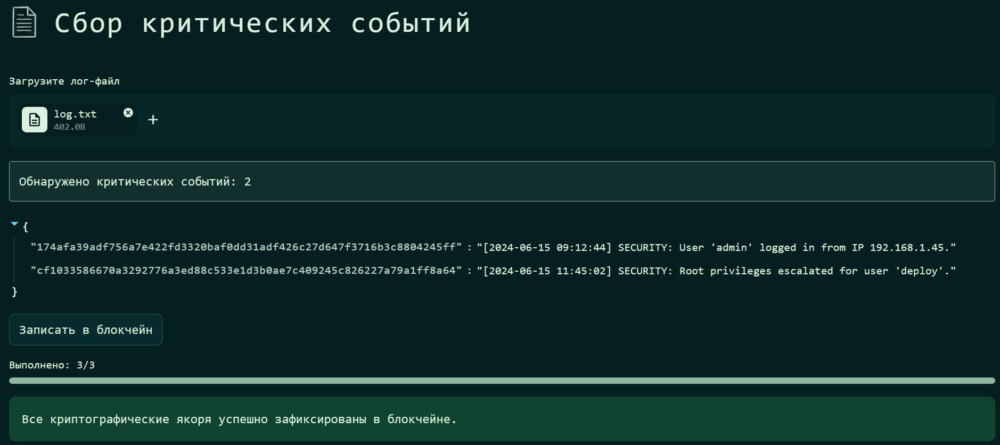 Сбор критических событий
Загрузите лог-файл
log.txt
402.0B
Обнаружено критических событий: 2
{
"174afa39adf756a7e422fd3320baf0dd31adf426c27d647f3716b3c8804245ff" : "[2024-06-15 09:12:44] SECURITY: User 'admin' logged in from IP 192.168.1.45."
"cf1033586670a3292776a3ed88c533e1d3b0ae7c409245c826227a79a1ff8a64" : "[2024-06-15 11:45:02] SECURITY: Root privileges escalated for user 'deploy'."
}
Записать в блокчейн
Выполнено: 3/3
Все криптографические якоря успешно зафиксированы в блокчейне.